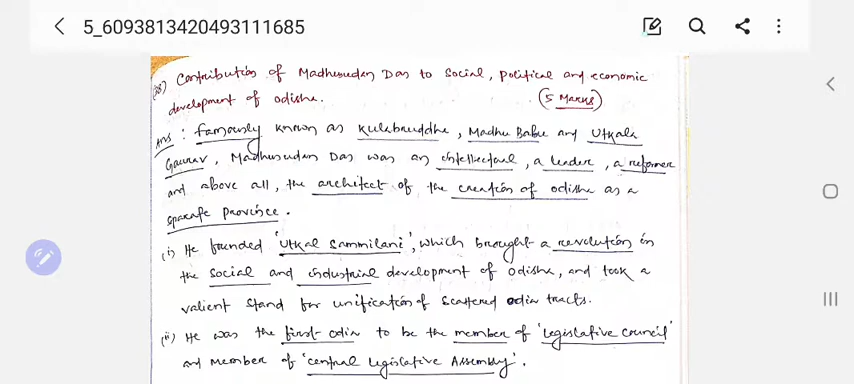 5_6093813420493111685
(38) Contribution of Madhusudan Das to Social, political and economic
development of odisha. (5 Marks)
Ans : Famously known as Kulabruddha, Madhu Babu and Utkala
Gaurav, Madhusudan Das was an intellectual, a leader, a reformer
and above all, the architect of the creation of odisha as a
separate province.
(i) He founded 'Utkal Sammilani', which brought a revolution in
the social and industrial development of Odisha, and took a
valient stand for unification of scattered odia tracts.
(ii) He was the first odia to be the member of 'legislative council'
and member of 'central legislative Assembly'.